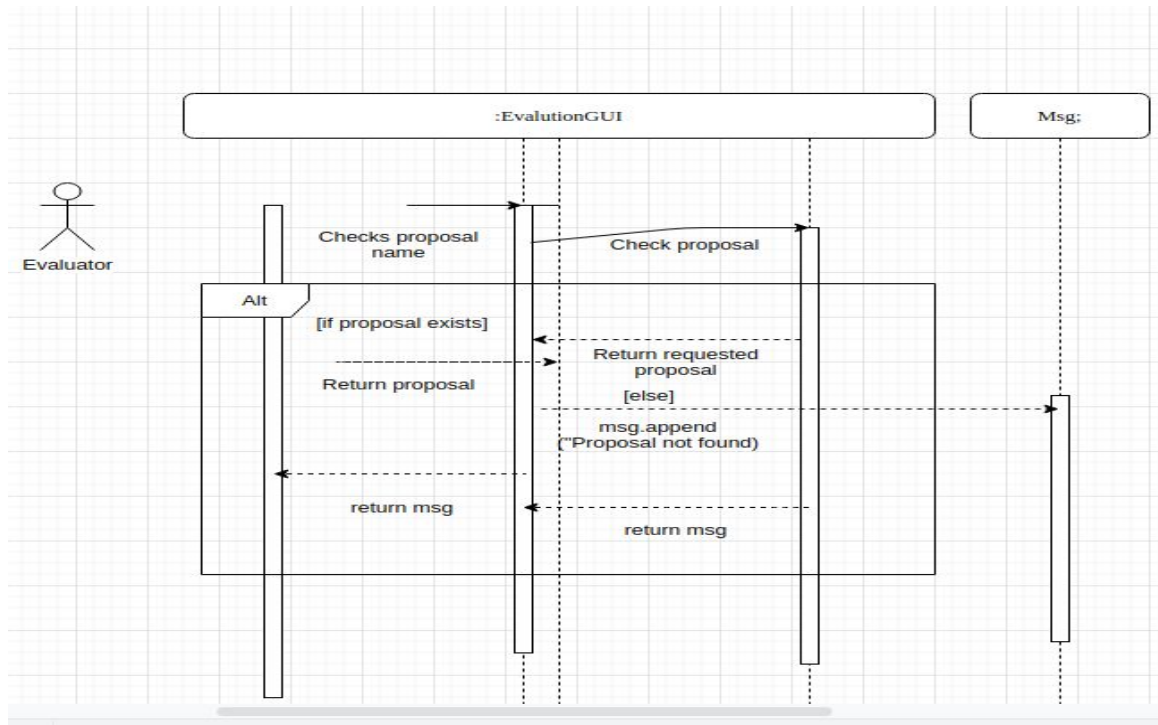 :EvalutionGUI
Msg;
Evaluator
Checks proposal
name
Check proposal
Alt
[if proposal exists]
Return requested
proposal
Return proposal
[else]
msg.append
("Proposal not found)
return msg
return msg